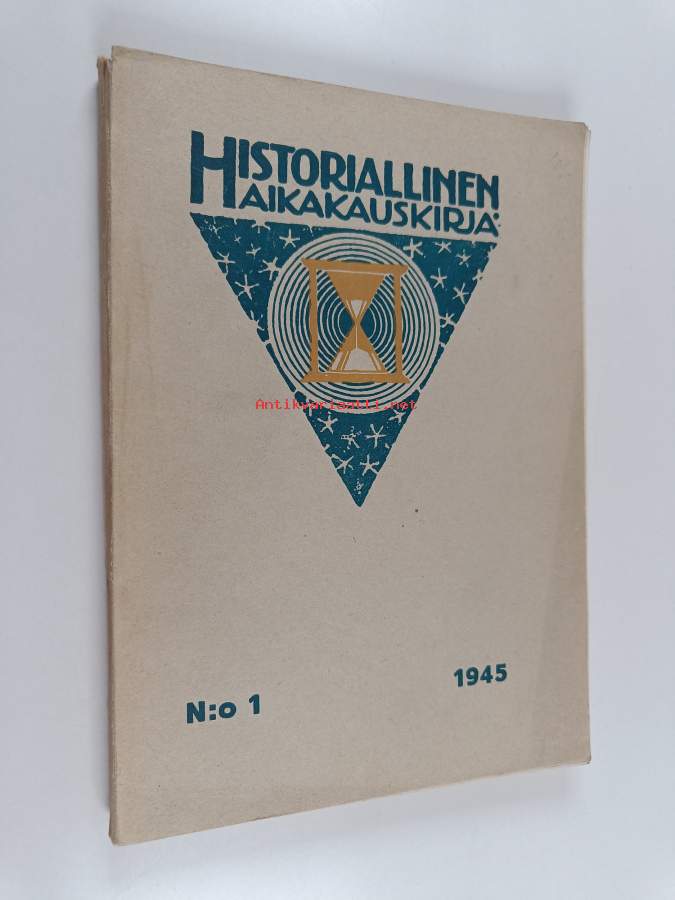 HISTORIALLINEN
AIKAKAUSKIRJA:
Antikvariaatti.net
N:o 1
1945